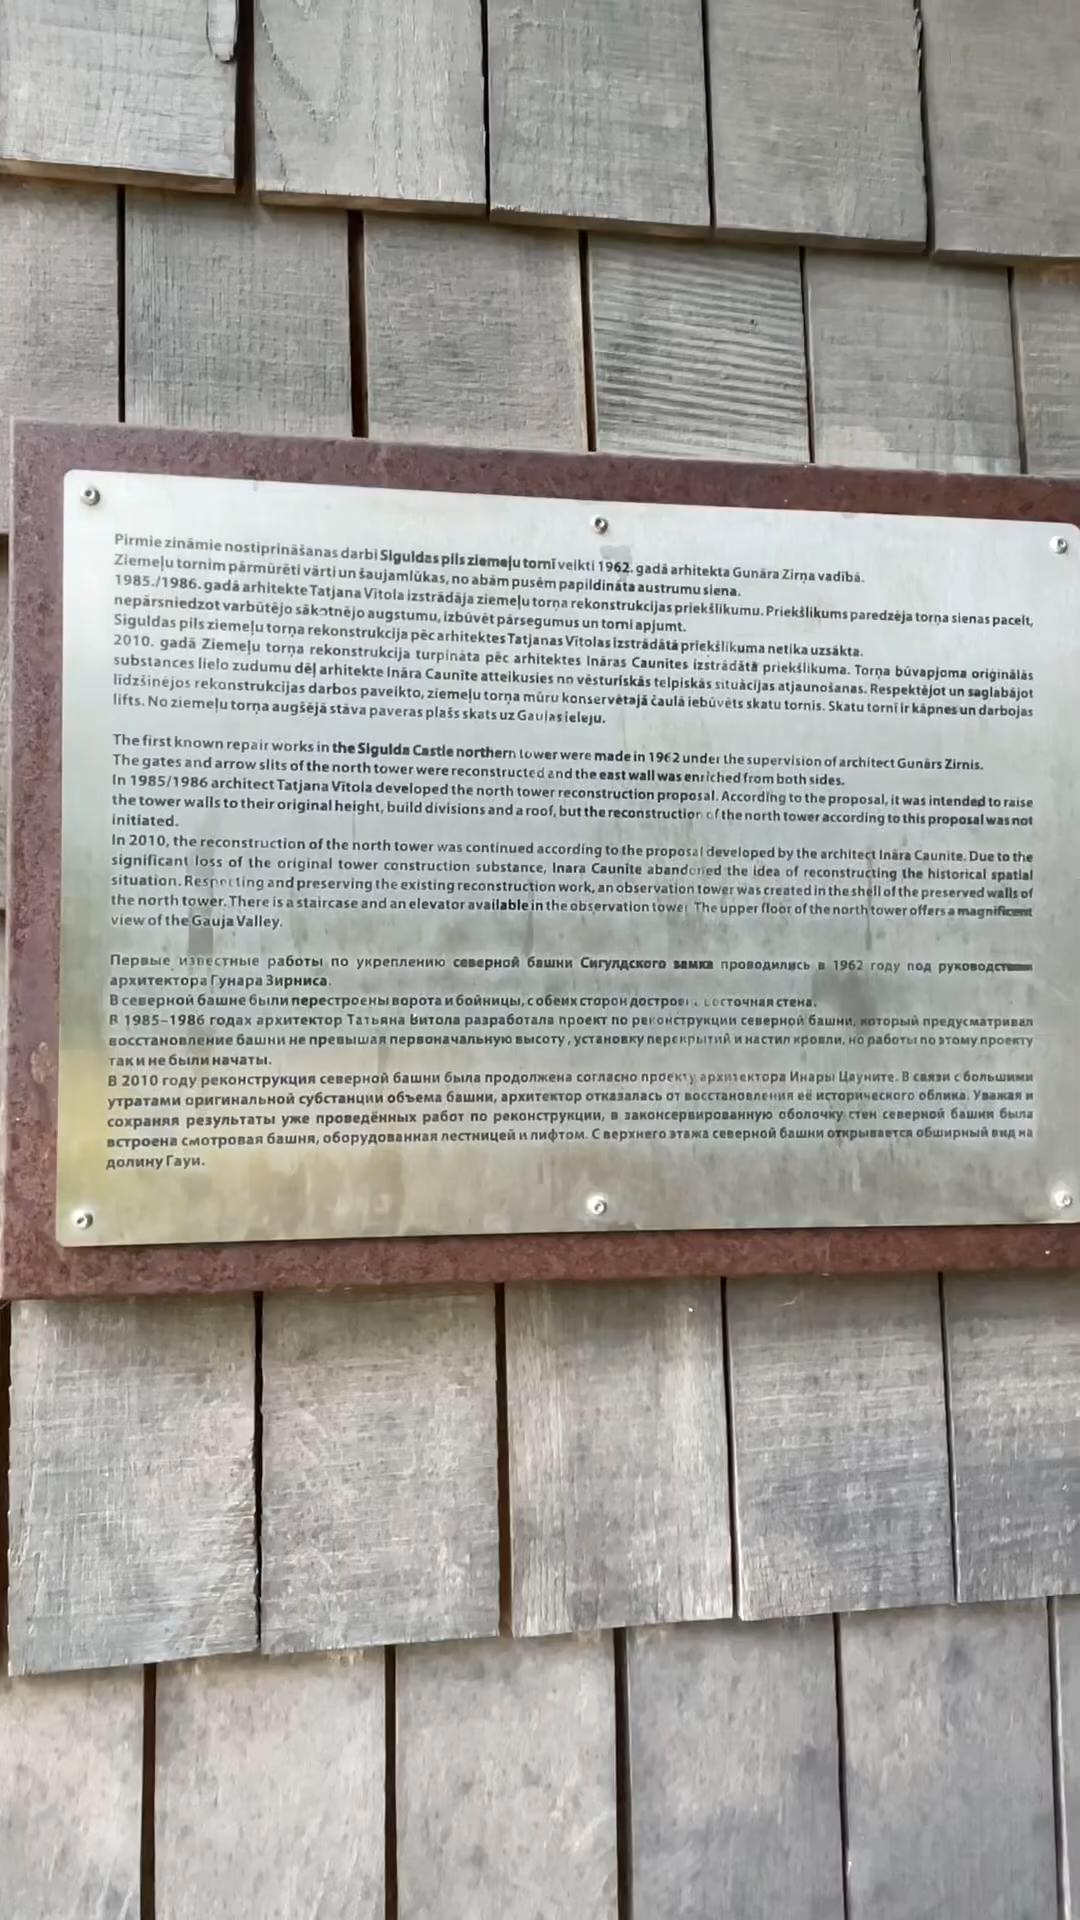 Pirmie zināmie nostiprināšanas darbi Siguldas pils ziemeļu tornī veikti 1962. gadā arhitekta Gunāra Zirņa vadībā.
Ziemeļu tornim pārmūrēti vārti un šaujamlūkas, no abām pusēm papildināta austrumu siena.
1985./1986. gadā arhitekte Tatjana Vītola izstrādāja ziemeļu torņa rekonstrukcijas priekšlikumu. Priekšlikums paredzēja torņa sienas pacelt,
nepārsniedzot varbūtējo sākotnējo augstumu, izbūvēt pārsegumus un torni apjumt.
Siguldas pils ziemeļu torņa rekonstrukcija pēc arhitektes Tatjanas Vītolas izstrādātā priekšlikuma netika uzsākta.
2010. gadā Ziemeļu torņa rekonstrukcija turpināta pēc arhitektes Ināras Caunītes izstrādātā priekšlikuma. Torņa būvapjoma oriģinālās
substances lielo zudumu dēļ arhitekte Ināra Caunīte atteikusies no vēsturiskās telpiskās situācijas atjaunošanas. Respektējot un saglabājot
līdzšinējos rekonstrukcijas darbos paveikto, ziemeļu torņa mūru konservētajā čaulā iebūvēts skatu tornis. Skatu tornī ir kāpnes un darbojas
lifts. No ziemeļu torņa augšējā stāva paveras plašs skats uz Gaujas ieleju.
The first known repair works in the Sigulda Castle northern tower were made in 1962 under the supervision of architect Gunārs Zirnis.
The gates and arrow slits of the north tower were reconstructed and the east wall was enriched from both sides.
In 1985/1986 architect Tatjana Vītola developed the north tower reconstruction proposal. According to the proposal, it was intended to raise
the tower walls to their original height, build divisions and a roof, but the reconstruction of the north tower according to this proposal was not
initiated.
In 2010, the reconstruction of the north tower was continued according to the proposal developed by the architect Ināra Caunīte. Due to the
significant loss of the original tower construction substance, Inara Caunīte abandoned the idea of reconstructing the historical spatial
situation. Respecting and preserving the existing reconstruction work, an observation tower was created in the shell of the preserved walls of
the north tower. There is a staircase and an elevator available in the observation tower The upper floor of the north tower offers a magnificent
view of the Gauja Valley.
Первые известные работы по укреплению северной башни Сигулдского замка проводились в 1962 году под руководством
архитектора Гунара Зирниса.
В северной башне были перестроены ворота и бойницы, с обеих сторон достроена восточная стена.
В 1985–1986 годах архитектор Татьяна Витола разработала проект по реконструкции северной башни, который предусматривал
восстановление башни не превышая первоначальную высоту, установку перекрытий и настил кровли, но работы по этому проекту
так и не были начаты.
В 2010 году реконструкция северной башни была продолжена согласно проекту архитектора Инары Цауните. В связи с большими
утратами оригинальной субстанции объема башни, архитектор отказалась от восстановления её исторического облика. Уважая и
сохраняя результаты уже проведённых работ по реконструкции, в законсервированную оболочку стен северной башни была
встроена смотровая башня, оборудованная лестницей и лифтом. С верхнего этажа северной башни открывается обширный вид на
долину Гауи.